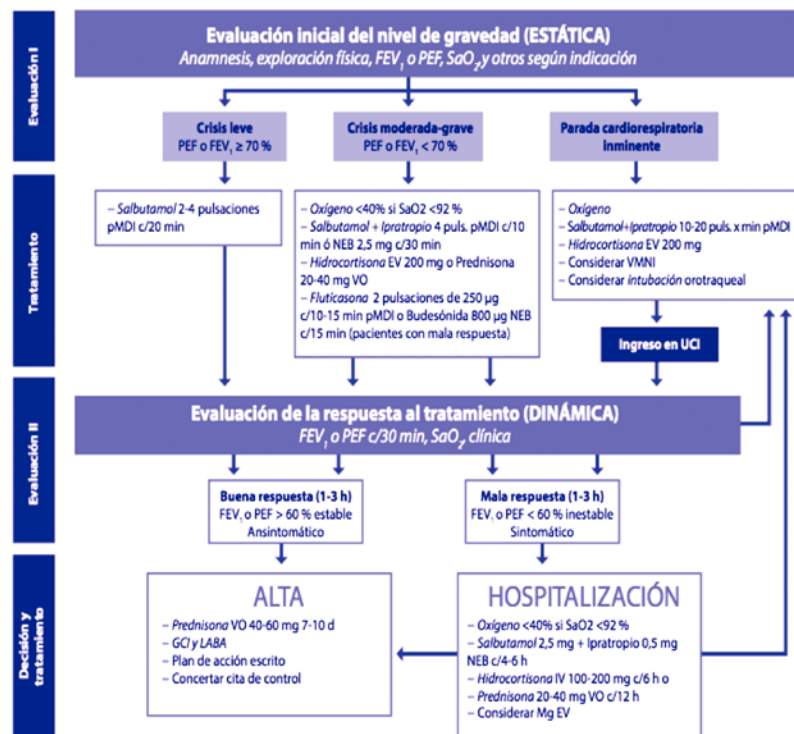 Evaluación I
Evaluación inicial del nivel de gravedad (ESTÁTICA)
Anamnesis, exploración física, FEV₁ o PEF, SaO₂, y otros según indicación
Crisis leve
PEF o FEV₁ ≥ 70 %
Crisis moderada-grave
PEF o FEV₁ < 70 %
Parada cardiorespiratoria
inminente
Tratamiento
– Salbutamol 2-4 pulsaciones
pMDI c/20 min
– Oxígeno <40% si SaO2 <92 %
– Salbutamol + Ipratropio 4 puls. pMDI c/10
min ó NEB 2,5 mg c/30 min
– Hidrocortisona EV 200 mg o Prednisona
20-40 mg VO
– Fluticasona 2 pulsaciones de 250 µg
c/10-15 min pMDI o Budesónida 800 µg NEB
c/15 min (pacientes con mala respuesta)
– Oxígeno
– Salbutamol+Ipratropio 10-20 puls. x min pMDI
– Hidrocortisona EV 200 mg
– Considerar VMNI
– Considerar intubación orotraqueal
Ingreso en UCI
Evaluación II
Evaluación de la respuesta al tratamiento (DINÁMICA)
FEV₁ o PEF c/30 min, SaO₂, clínica
Buena respuesta (1-3 h)
FEV₁ o PEF > 60 % estable
Ansintomático
Mala respuesta (1-3 h)
FEV₁ o PEF < 60 % inestable
Sintomático
Decisión y
tratamiento
ALTA
– Prednisona VO 40-60 mg 7-10 d
– GCI y LABA
– Plan de acción escrito
– Concertar cita de control
HOSPITALIZACIÓN
– Oxígeno <40% si SaO2 <92 %
– Salbutamol 2,5 mg + Ipratropio 0,5 mg
NEB c/4-6 h
– Hidrocortisona IV 100-200 mg c/6 h o
– Prednisona 20-40 mg VO c/12 h
– Considerar Mg EV